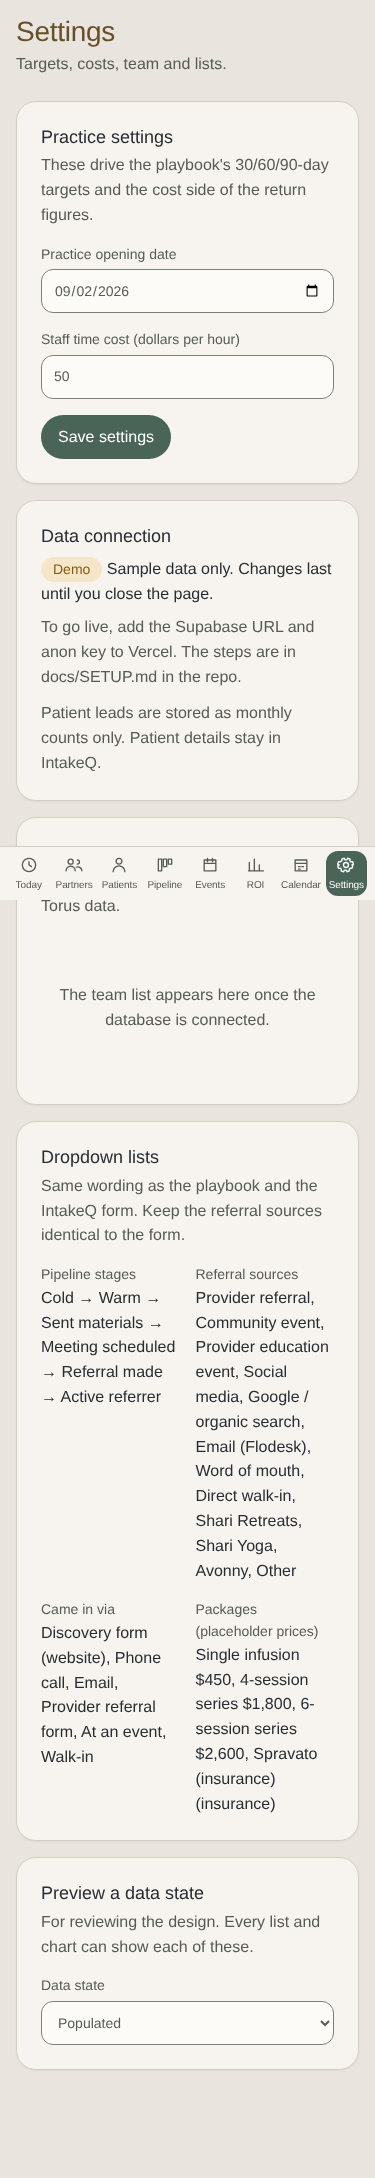 Settings
Targets, costs, team and lists.
Practice settings
These drive the playbook's 30/60/90-day
targets and the cost side of the return
figures.
Practice opening date
09/02/2026
Staff time cost (dollars per hour)
50
Save settings
Data connection
Demo Sample data only. Changes last
until you close the page.
To go live, add the Supabase URL and
anon key to Vercel. The steps are in
docs/SETUP.md in the repo.
Patient leads are stored as monthly
counts only. Patient details stay in
IntakeQ.
Today Partners Patients Pipeline Events ROI Calendar Settings
Torus data.
The team list appears here once the
database is connected.
Dropdown lists
Same wording as the playbook and the
IntakeQ form. Keep the referral sources
identical to the form.
Pipeline stages
Cold → Warm →
Sent materials →
Meeting scheduled
→ Referral made
→ Active referrer
Referral sources
Provider referral,
Community event,
Provider education
event, Social
media, Google /
organic search,
Email (Flodesk),
Word of mouth,
Direct walk-in,
Shari Retreats,
Shari Yoga,
Avonny, Other
Came in via
Discovery form
(website), Phone
call, Email,
Provider referral
form, At an event,
Walk-in
Packages
(placeholder prices)
Single infusion
$450, 4-session
series $1,800, 6-
session series
$2,600, Spravato
(insurance)
(insurance)
Preview a data state
For reviewing the design. Every list and
chart can show each of these.
Data state
Populated